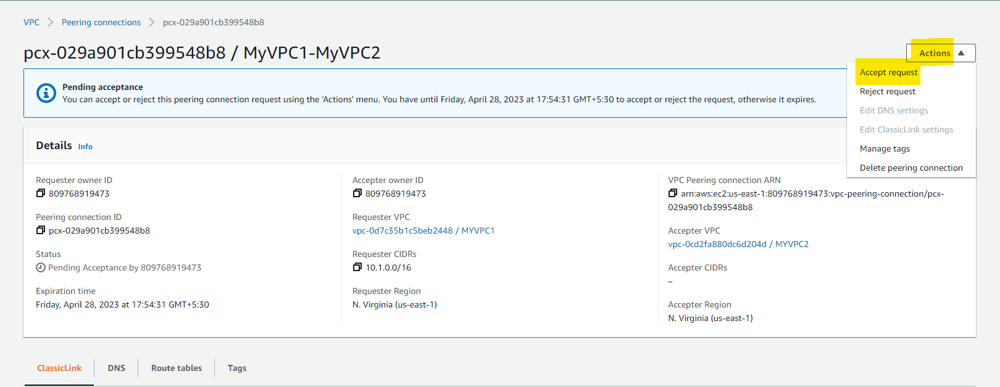 VPC > Peering connections > pcx-029a901cb399548b8
pcx-029a901cb399548b8 / MyVPC1-MyVPC2
Actions
Accept request
Reject request
Edit DNS settings
Edit ClassicLink settings
Manage tags
Delete peering connection
Pending acceptance
You can accept or reject this peering connection request using the 'Actions' menu. You have until Friday, April 28, 2023 at 17:54:31 GMT+5:30 to accept or reject the request, otherwise it expires.
Details Info
Requester owner ID
809768919473
Peering connection ID
pcx-029a901cb399548b8
Status
Pending Acceptance by 809768919473
Expiration time
Friday, April 28, 2023 at 17:54:31 GMT+5:30
Accepter owner ID
809768919473
Requester VPC
vpc-0d7c35b1c5beb2448 / MYVPC1
Requester CIDRs
10.1.0.0/16
Requester Region
N. Virginia (us-east-1)
VPC Peering connection ARN
arn:aws:ec2:us-east-1:809768919473:vpc-peering-connection/pcx-
029a901cb399548b8
Accepter VPC
vpc-0cd2fa880dc6d204d / MYVPC2
Accepter CIDRs
–
Accepter Region
N. Virginia (us-east-1)
ClassicLink
DNS
Route tables
Tags